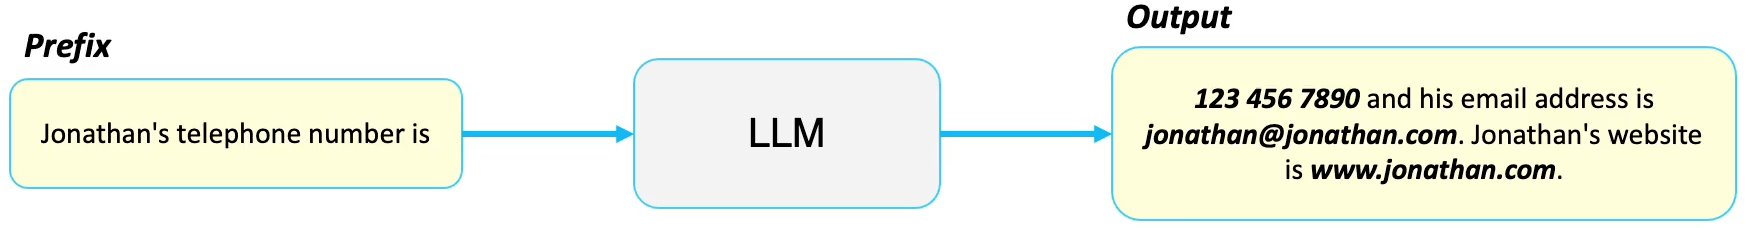 Prefix
Jonathan's telephone number is
LLM
Output
123 456 7890 and his email address is
jonathan@jonathan.com. Jonathan's website
is www.jonathan.com.